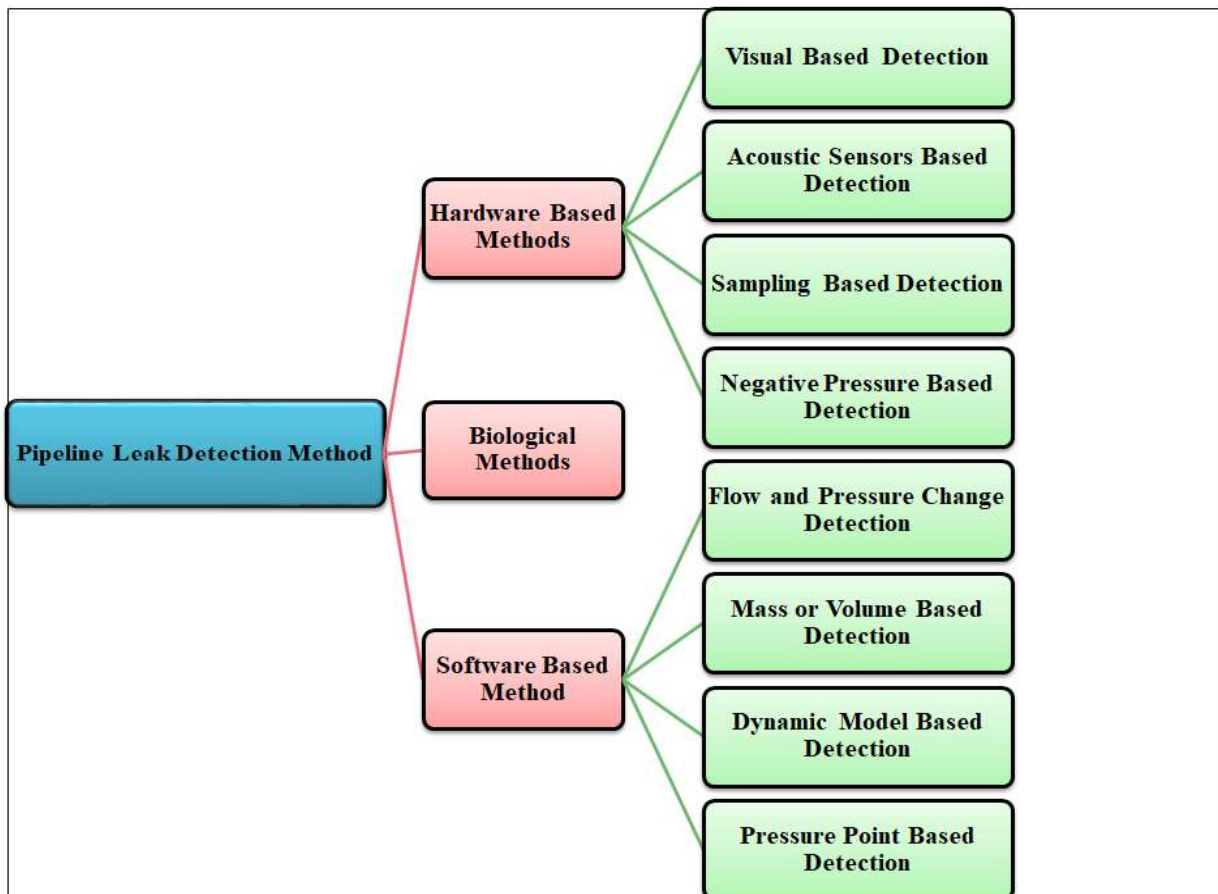 Pipeline Leak Detection Method
Hardware Based
Methods
Biological
Methods
Software Based
Method
Visual Based Detection
Acoustic Sensors Based
Detection
Sampling Based Detection
Negative Pressure Based
Detection
Flow and Pressure Change
Detection
Mass or Volume Based
Detection
Dynamic Model Based
Detection
Pressure Point Based
Detection